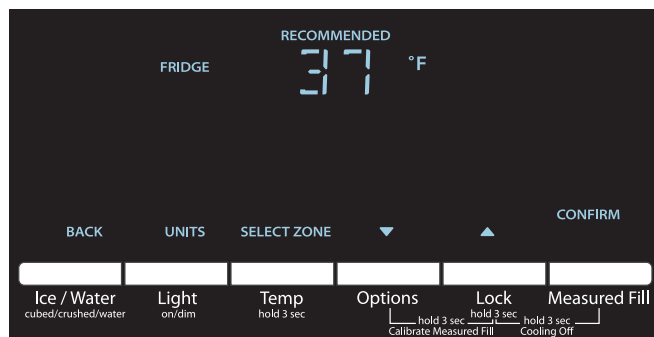 RECOMMENDED
FRIDGE 37 °F
CONFIRM
BACK UNITS SELECT ZONE ▼ ▲
Ice / Water Light Temp Options Lock Measured Fill
cubed/crushed/water on/dim hold 3 sec hold 3 sec
hold 3 sec hold 3 sec
Calibrate Measured Fill Cooling Off